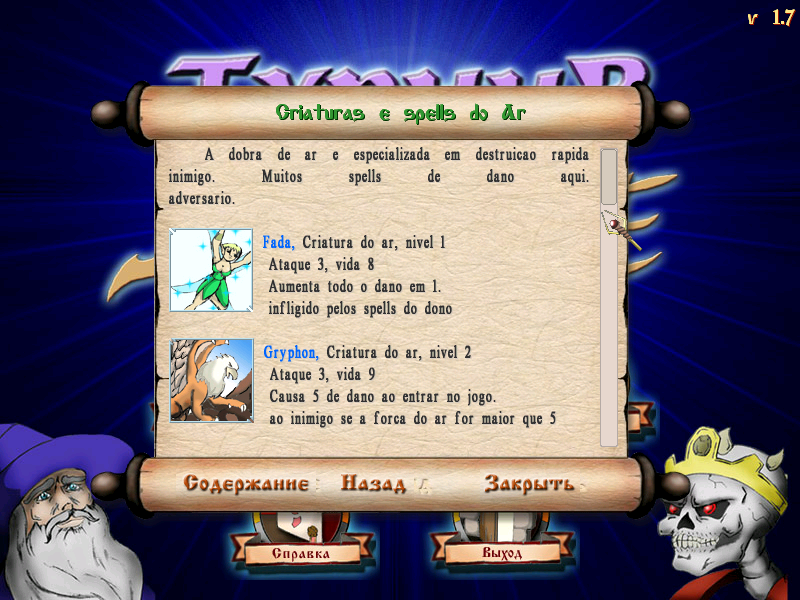 v 1.7
Турнир
Criaturas e spells do Ar
A dobra de ar e especializada em destruicao rapida
inimigo. Muitos spells de dano aqui.
adversario.
Fada, Criatura do ar, nivel 1
Ataque 3, vida 8
Aumenta todo o dano em 1.
infligido pelos spells do dono
Gryphon, Criatura do ar, nivel 2
Ataque 3, vida 9
Causa 5 de dano ao entrar no jogo.
ao inimigo se a forca do ar for maior que 5
Содержание Назад Закрыть
Справка Выход